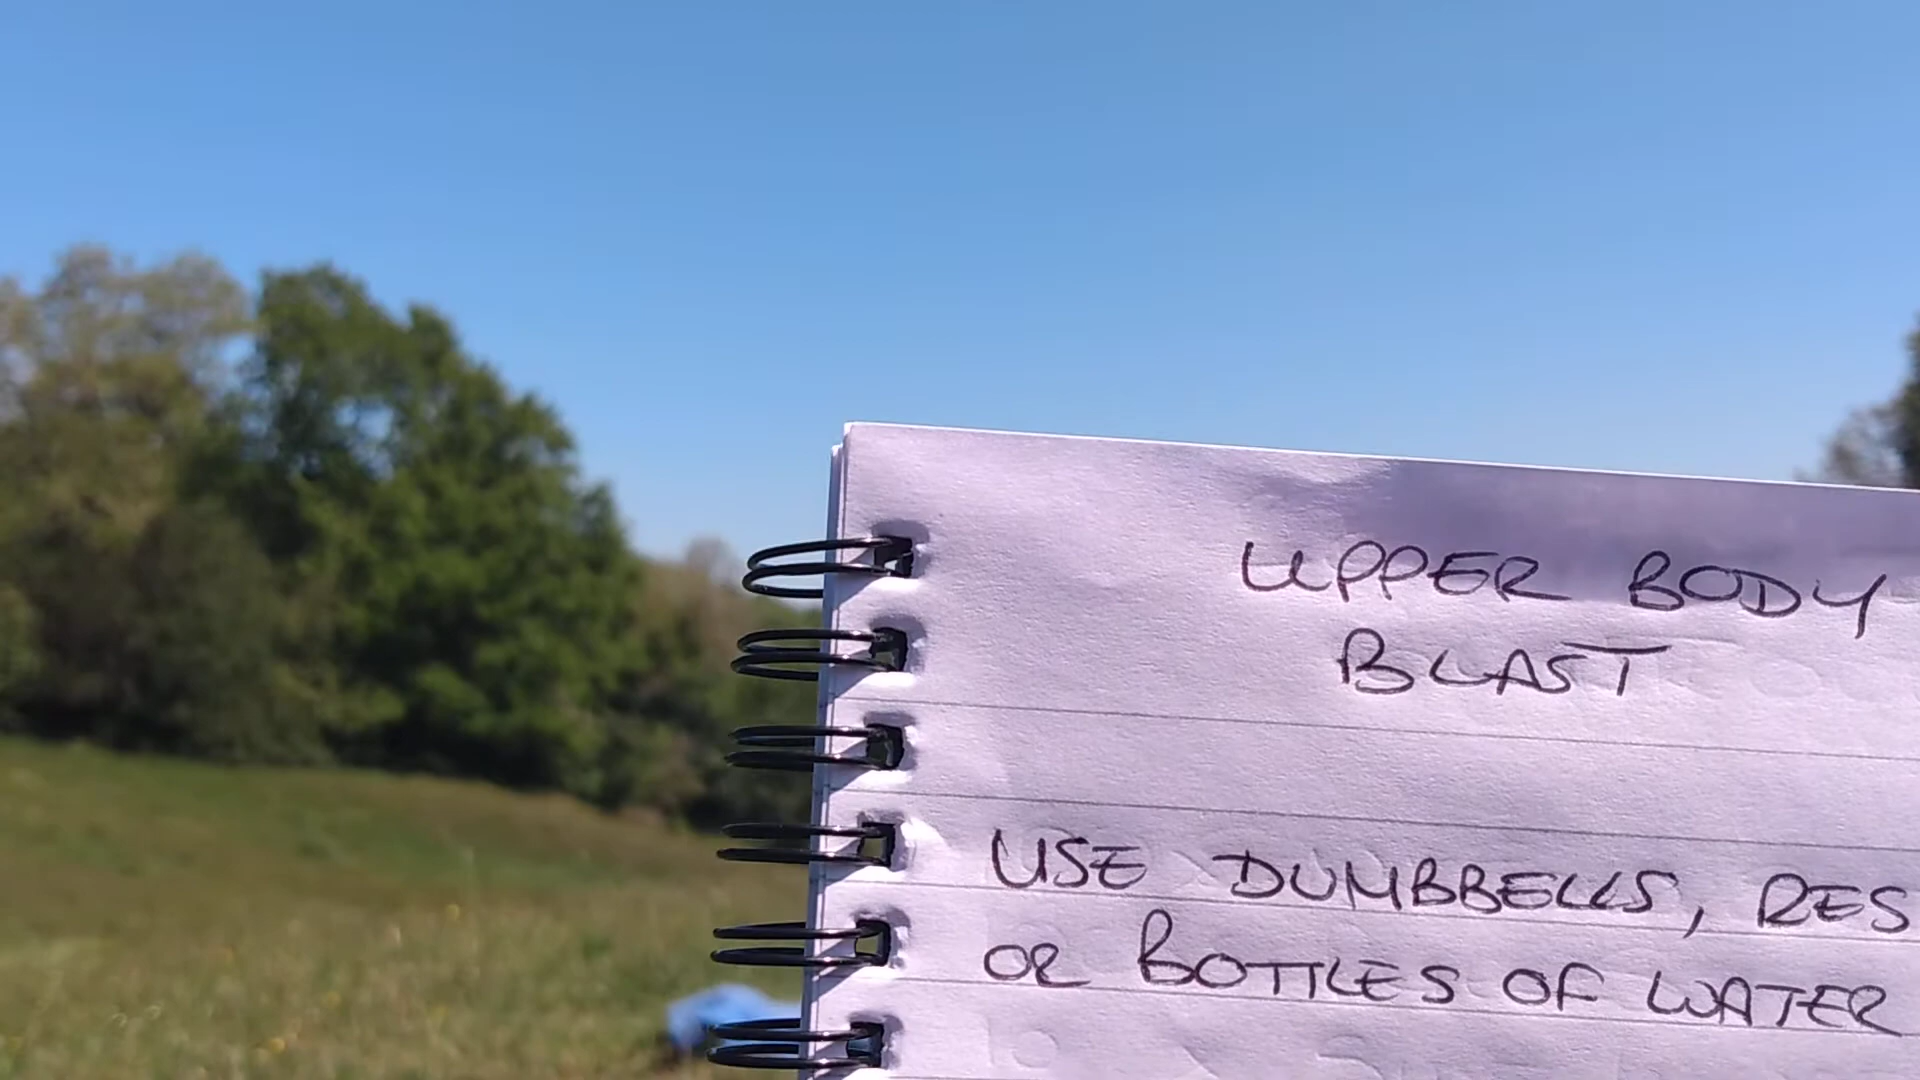 UPPER BODY
BLAST
USE DUMBBELLS, RES
OR BOTTLES OF WATER